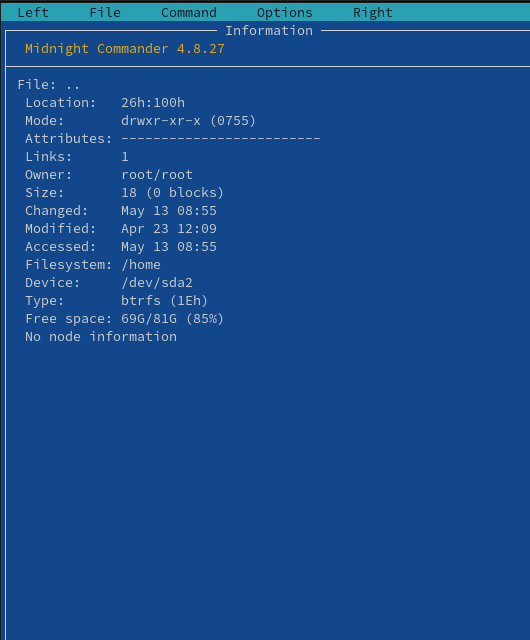 Left File Command Options Right
Information
Midnight Commander 4.8.27
File: ..
Location: 26h:100h
Mode: drwxr-xr-x (0755)
Attributes: -------------------------
Links: 1
Owner: root/root
Size: 18 (0 blocks)
Changed: May 13 08:55
Modified: Apr 23 12:09
Accessed: May 13 08:55
Filesystem: /home
Device: /dev/sda2
Type: btrfs (1Eh)
Free space: 69G/81G (85%)
No node information